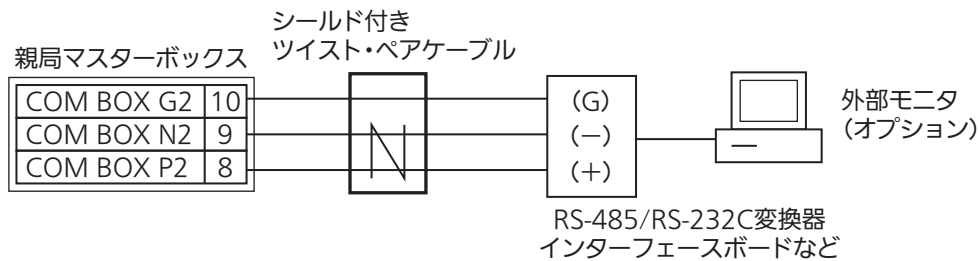 シールド付き
ツイスト・ペアケーブル
親局マスターボックス
COM BOX G2 10
COM BOX N2 9
COM BOX P2 8
(G)
(−)
(+)
外部モニタ
(オプション)
RS-485/RS-232C変換器
インターフェースボードなど